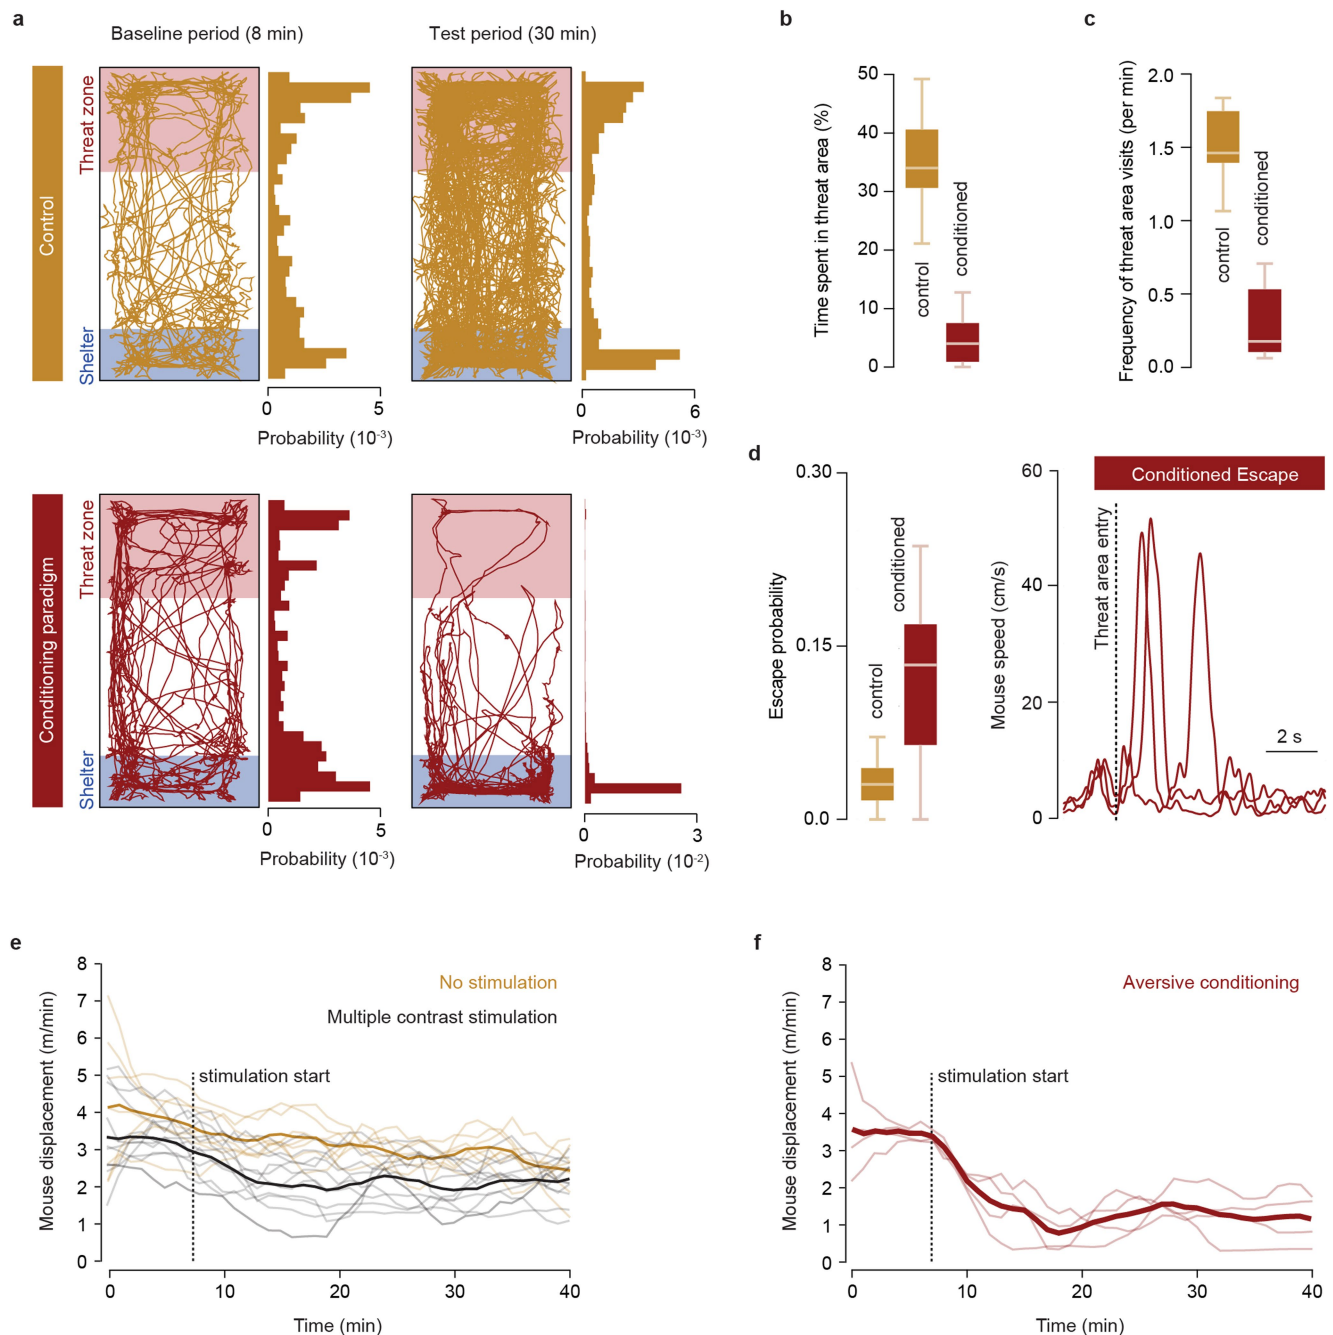 a
Baseline period (8 min)
Test period (30 min)
Control
Threat zone
Shelter
0
5
Probability (10-3)
0
6
Probability (10-3)
Conditioning paradigm
Threat zone
Shelter
0
5
Probability (10-3)
0
3
Probability (10-2)
b
Time spent in threat area (%)
50
40
30
20
10
0
control
conditioned
c
Frequency of threat area visits (per min)
2.0
1.5
1.0
0.5
0.0
control
conditioned
d
Escape probability
0.30
0.15
0.0
control
conditioned
Mouse speed (cm/s)
60
40
20
0
Conditioned Escape
Threat area entry
2 s
e
Mouse displacement (m/min)
8
7
6
5
4
3
2
1
0
No stimulation
Multiple contrast stimulation
stimulation start
0
10
20
30
40
Time (min)
f
Mouse displacement (m/min)
8
7
6
5
4
3
2
1
0
Aversive conditioning
stimulation start
0
10
20
30
40
Time (min)